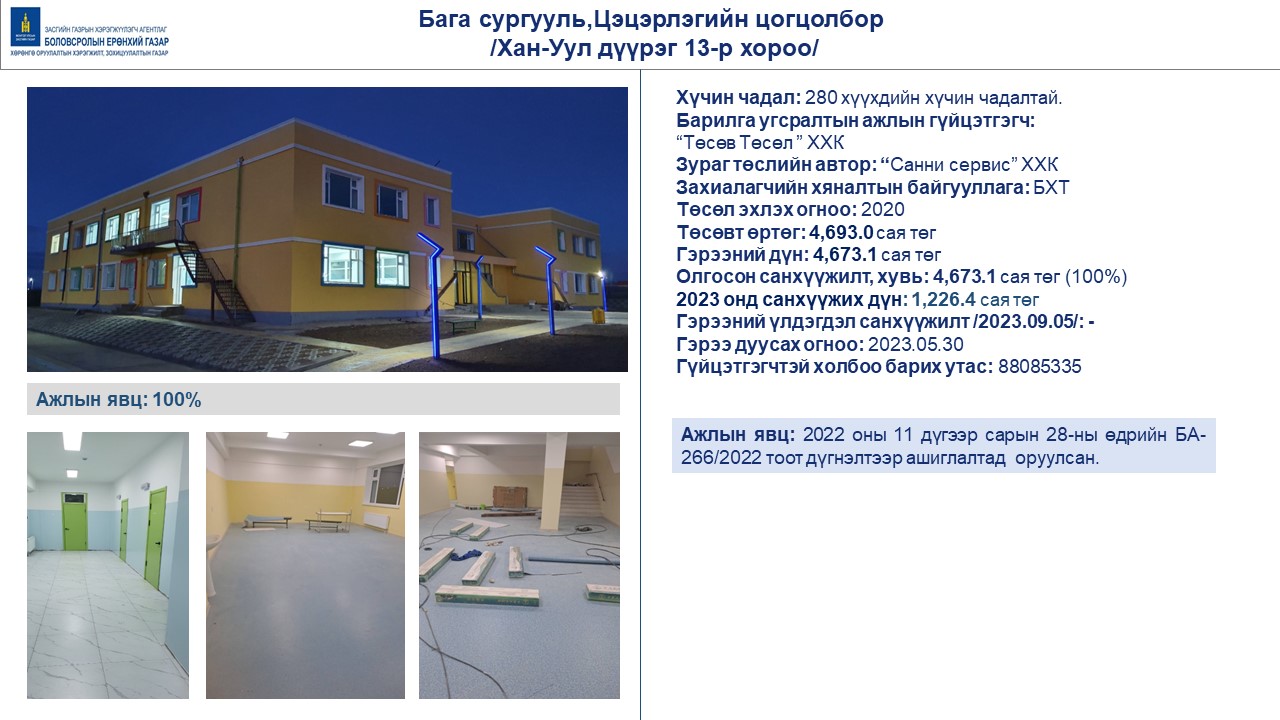 ЗАСГИЙН ГАЗРЫН ХЭРЭГЖҮҮЛЭГЧ АГЕНТЛАГ
БОЛОВСРОЛЫН ЕРӨНХИЙ ГАЗАР
ХӨРӨНГӨ ОРУУЛАЛТЫН ХЭРЭГЖИЛТ, ЗОХИЦУУЛАЛТЫН ГАЗАР
Бага сургууль,Цэцэрлэгийн цогцолбор
/Хан-Уул дүүрэг 13-р хороо/
Хүчин чадал: 280 хүүхдийн хүчин чадалтай.
Барилга угсралтын ажлын гүйцэтгэгч:
“Төсөв Төсөл ” ХХК
Зураг төслийн автор: “Санни сервис” ХХК
Захиалагчийн хяналтын байгууллага: БХТ
Төсөл эхлэх огноо: 2020
Төсөвт өртөг: 4,693.0 сая төг
Гэрээний дүн: 4,673.1 сая төг
Олгосон санхүүжилт, хувь: 4,673.1 сая төг (100%)
2023 онд санхүүжих дүн: 1,226.4 сая төг
Гэрээний үлдэгдэл санхүүжилт /2023.09.05/: -
Гэрээ дуусах огноо: 2023.05.30
Гүйцэтгэгчтэй холбоо барих утас: 88085335
Ажлын явц: 100%
Ажлын явц: 2022 оны 11 дүгээр сарын 28-ны өдрийн БА-
266/2022 тоот дүгнэлтээр ашиглалтад оруулсан.